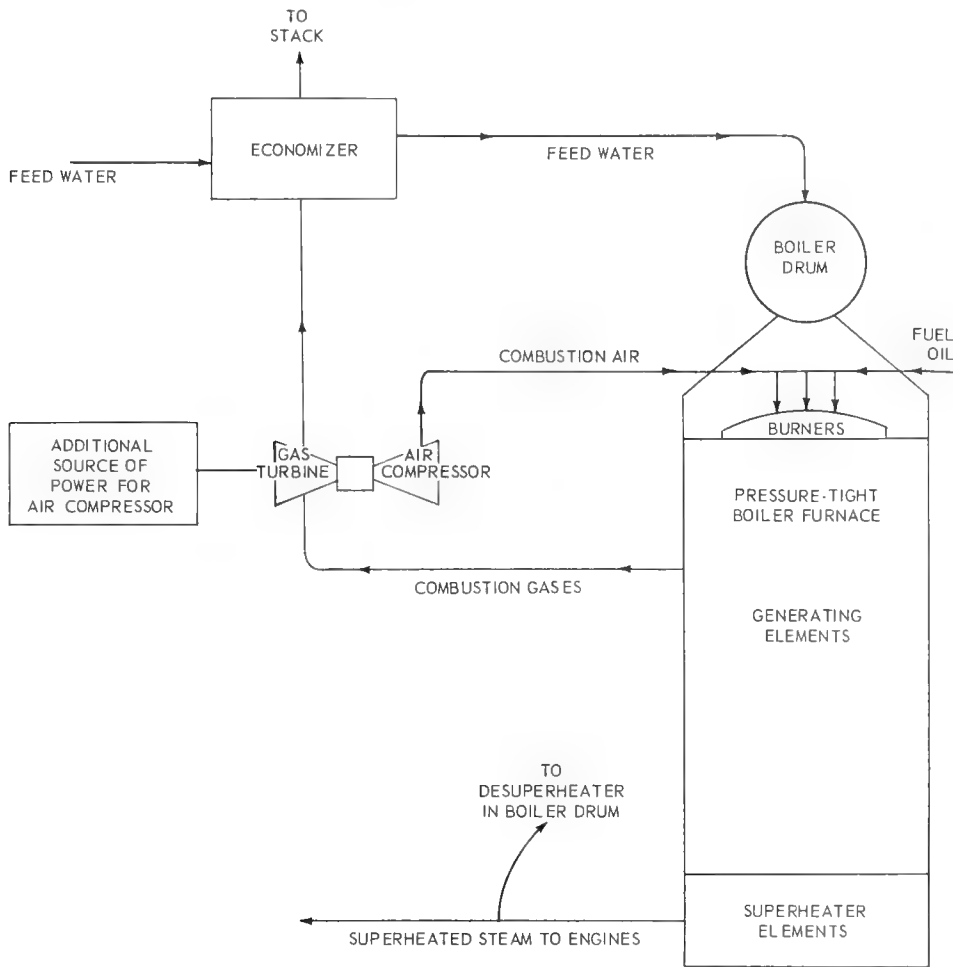 TO
STACK
ECONOMIZER
FEED WATER
FEED WATER
BOILER
DRUM
FUEL
OIL
COMBUSTION AIR
BURNERS
ADDITIONAL
SOURCE OF
POWER FOR
AIR COMPRESSOR
GAS
TURBINE
AIR
COMPRESSOR
PRESSURE-TIGHT
BOILER FURNACE
COMBUSTION GASES
GENERATING
ELEMENTS
TO
DESUPERHEATER
IN BOILER DRUM
SUPERHEATED STEAM TO ENGINES
SUPERHEATER
ELEMENTS